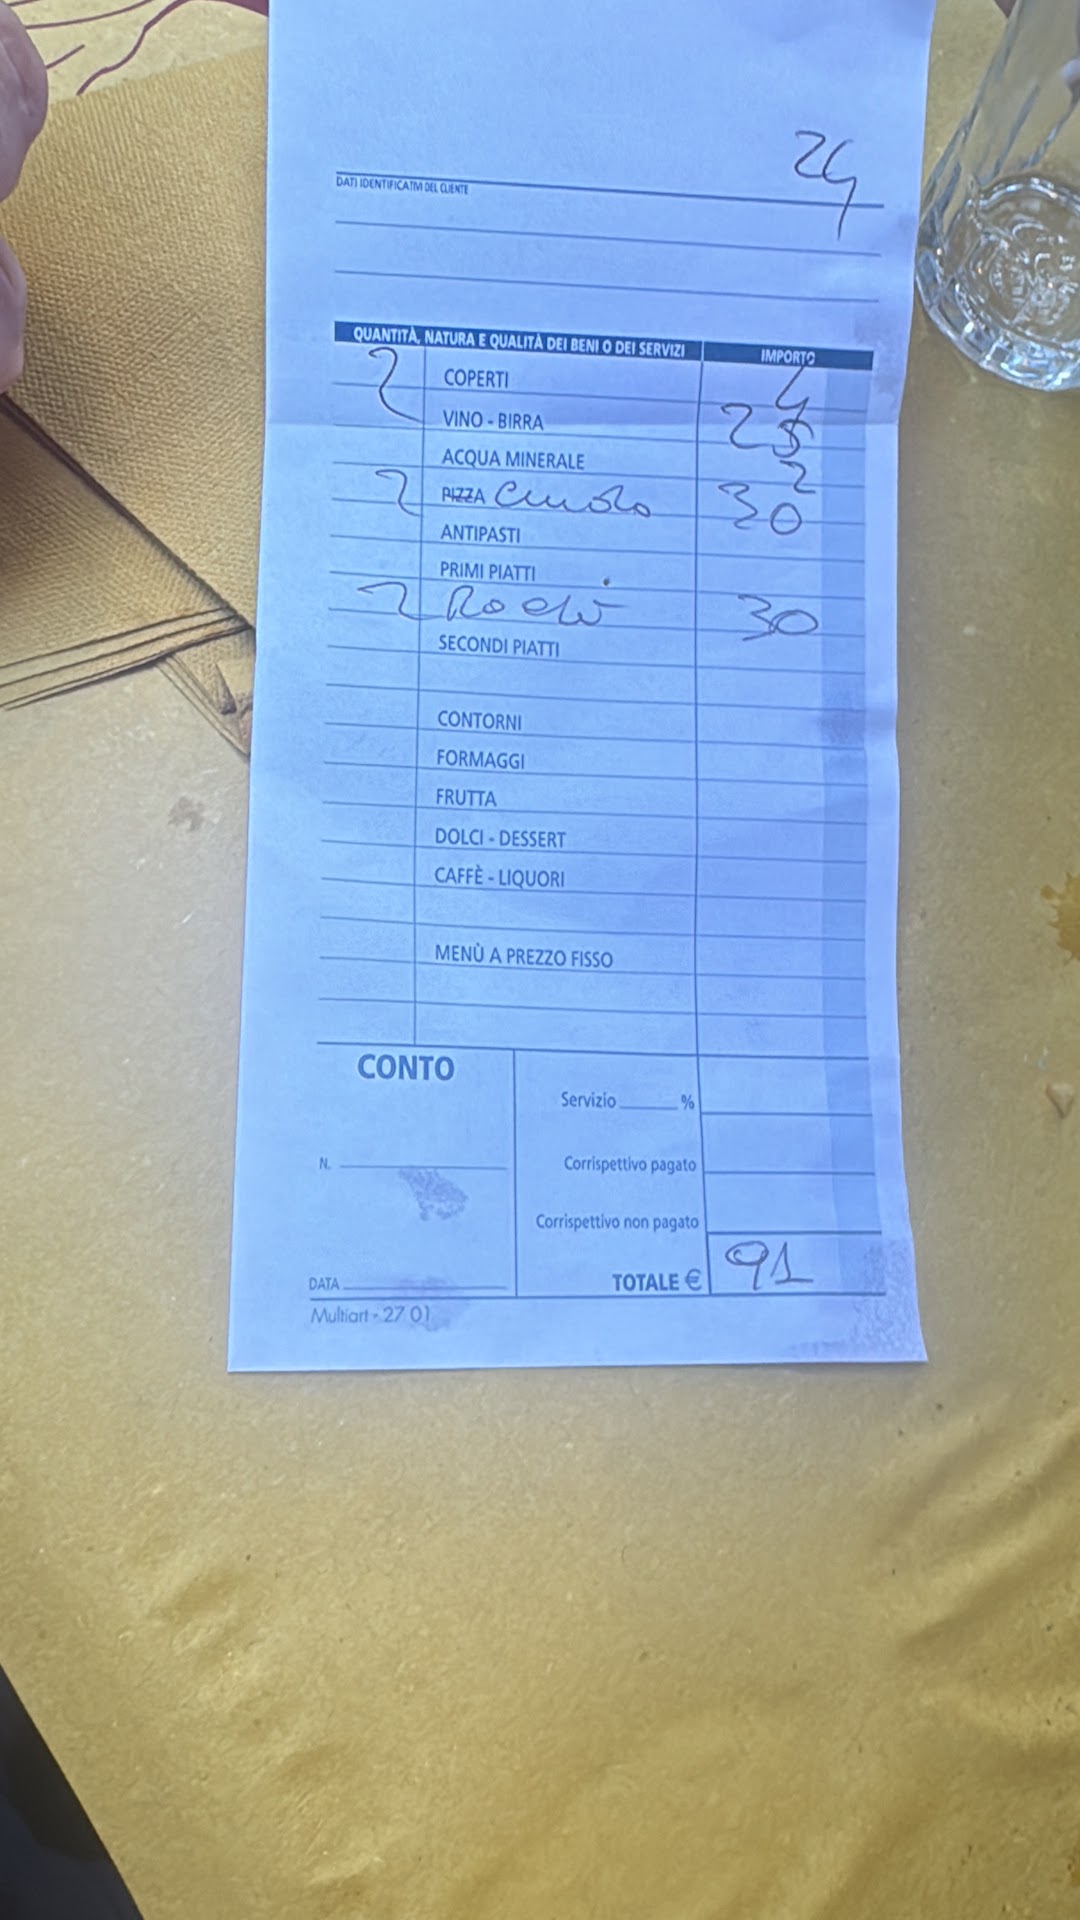 24
DATI IDENTIFICATIVI DEL CLIENTE
QUANTITÀ, NATURA E QUALITÀ DEI BENI O DEI SERVIZI IMPORTO
2 COPERTI 4
VINO - BIRRA 25
ACQUA MINERALE 2
2 PIZZA Crudo 30
ANTIPASTI
PRIMI PIATTI
2 30
SECONDI PIATTI
CONTORNI
FORMAGGI
FRUTTA
DOLCI - DESSERT
CAFFÈ - LIQUORI
MENÙ A PREZZO FISSO
CONTO
Servizio %
N. Corrispettivo pagato
Corrispettivo non pagato
DATA TOTALE € 91
Multiart - 27 01